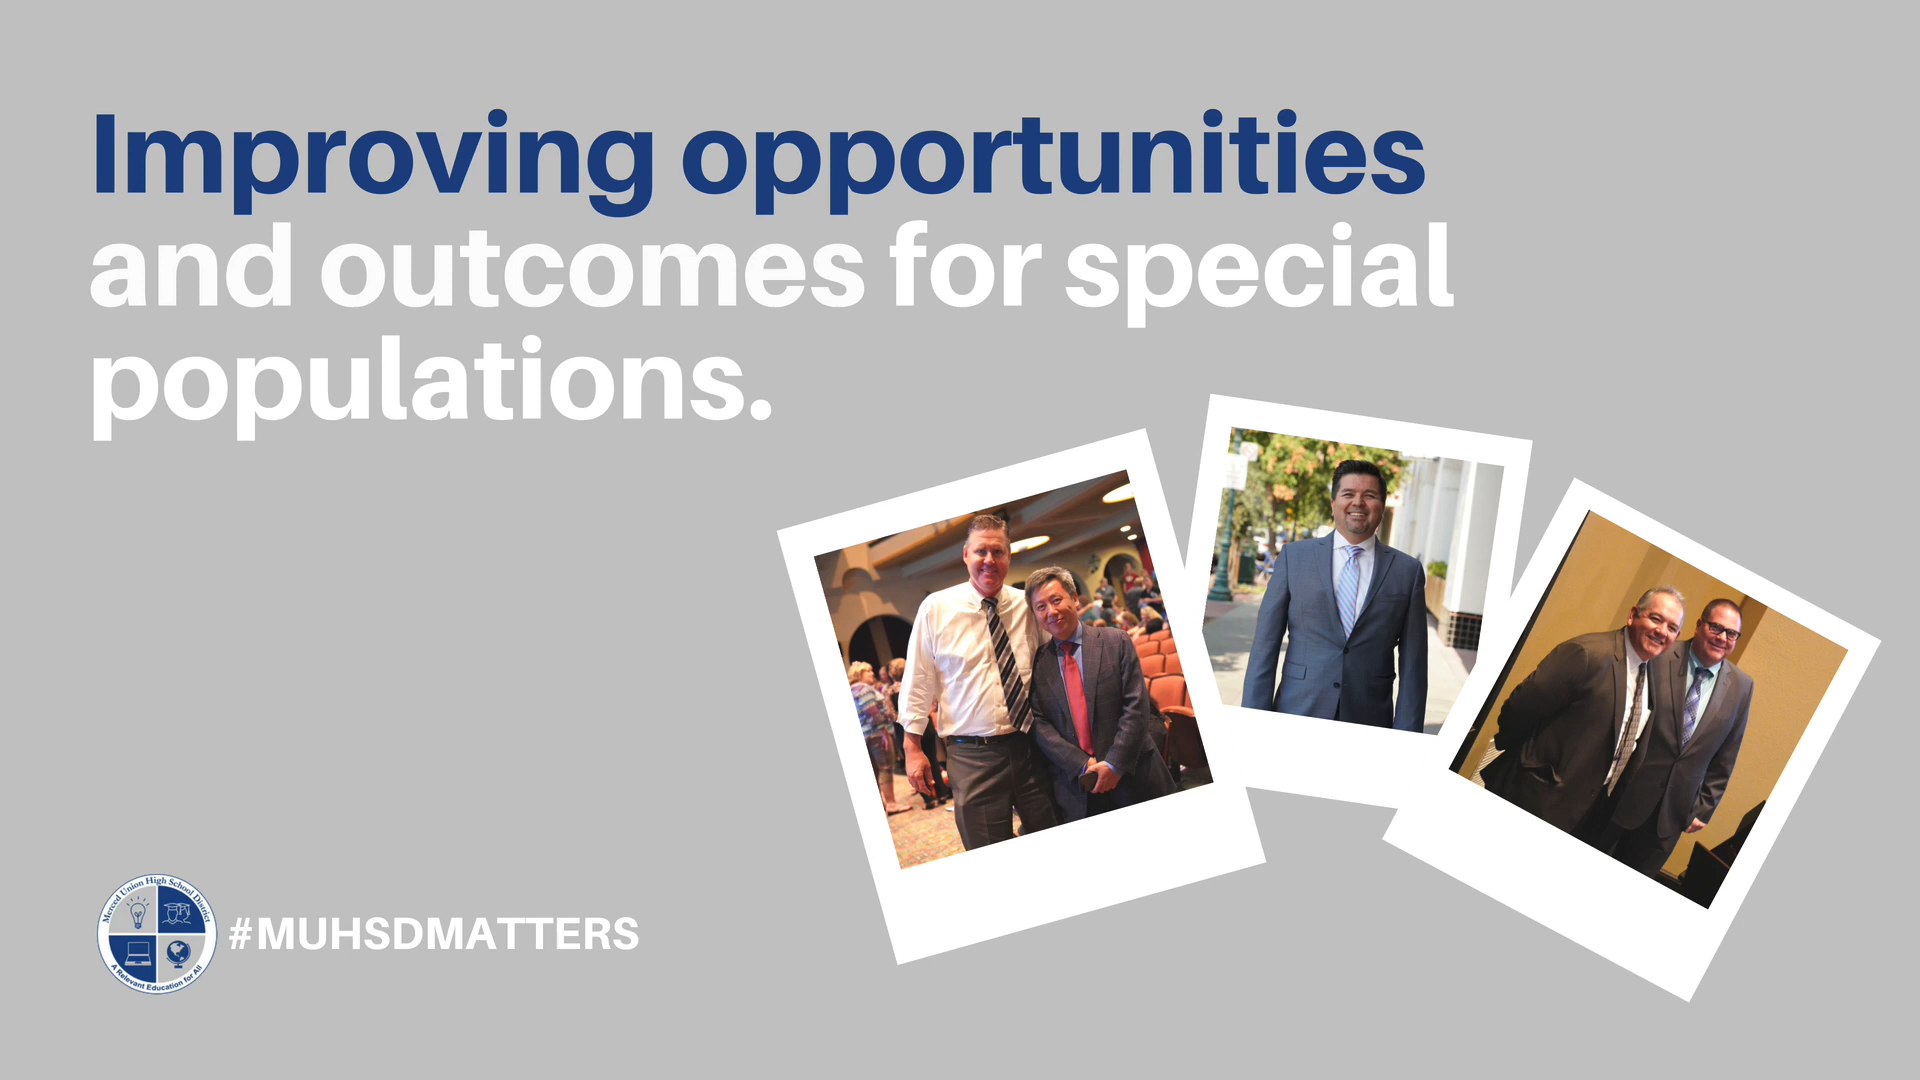 Improving opportunities
and outcomes for special
populations.
Merced Union High School District
A Relevant Education for All
#MUHSDMATTERS